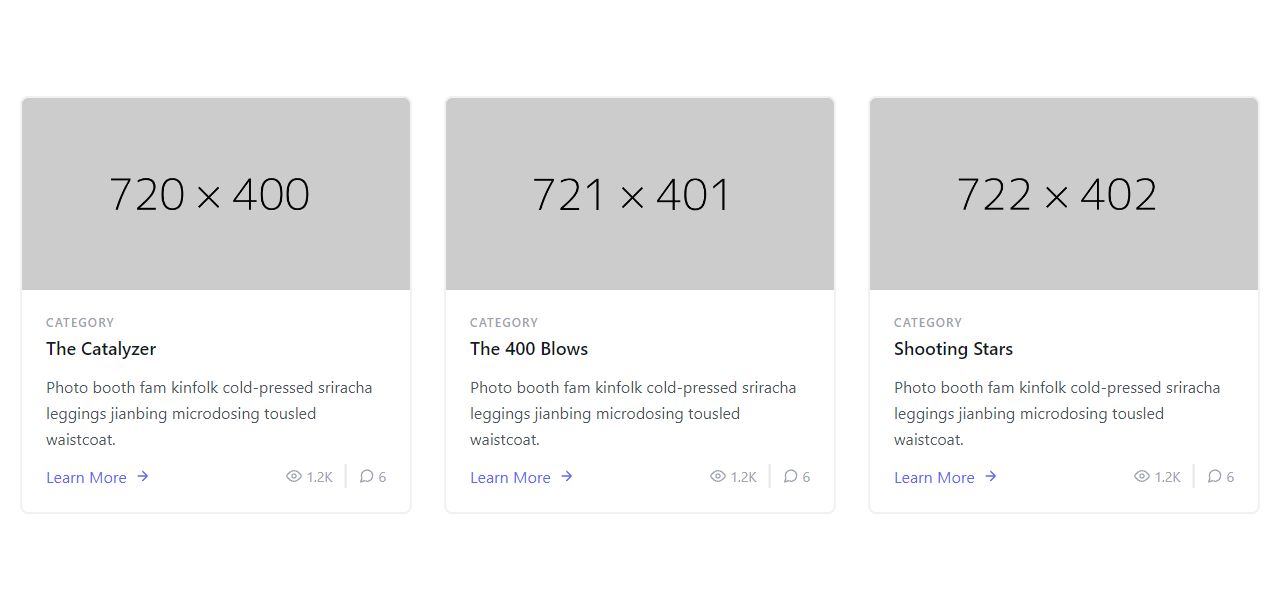 720 × 400
CATEGORY
The Catalyzer
Photo booth fam kinfolk cold-pressed sriracha
leggings jianbing microdosing tousled
waistcoat.
Learn More → 1.2K 6
721 × 401
CATEGORY
The 400 Blows
Photo booth fam kinfolk cold-pressed sriracha
leggings jianbing microdosing tousled
waistcoat.
Learn More → 1.2K 6
722 × 402
CATEGORY
Shooting Stars
Photo booth fam kinfolk cold-pressed sriracha
leggings jianbing microdosing tousled
waistcoat.
Learn More → 1.2K 6